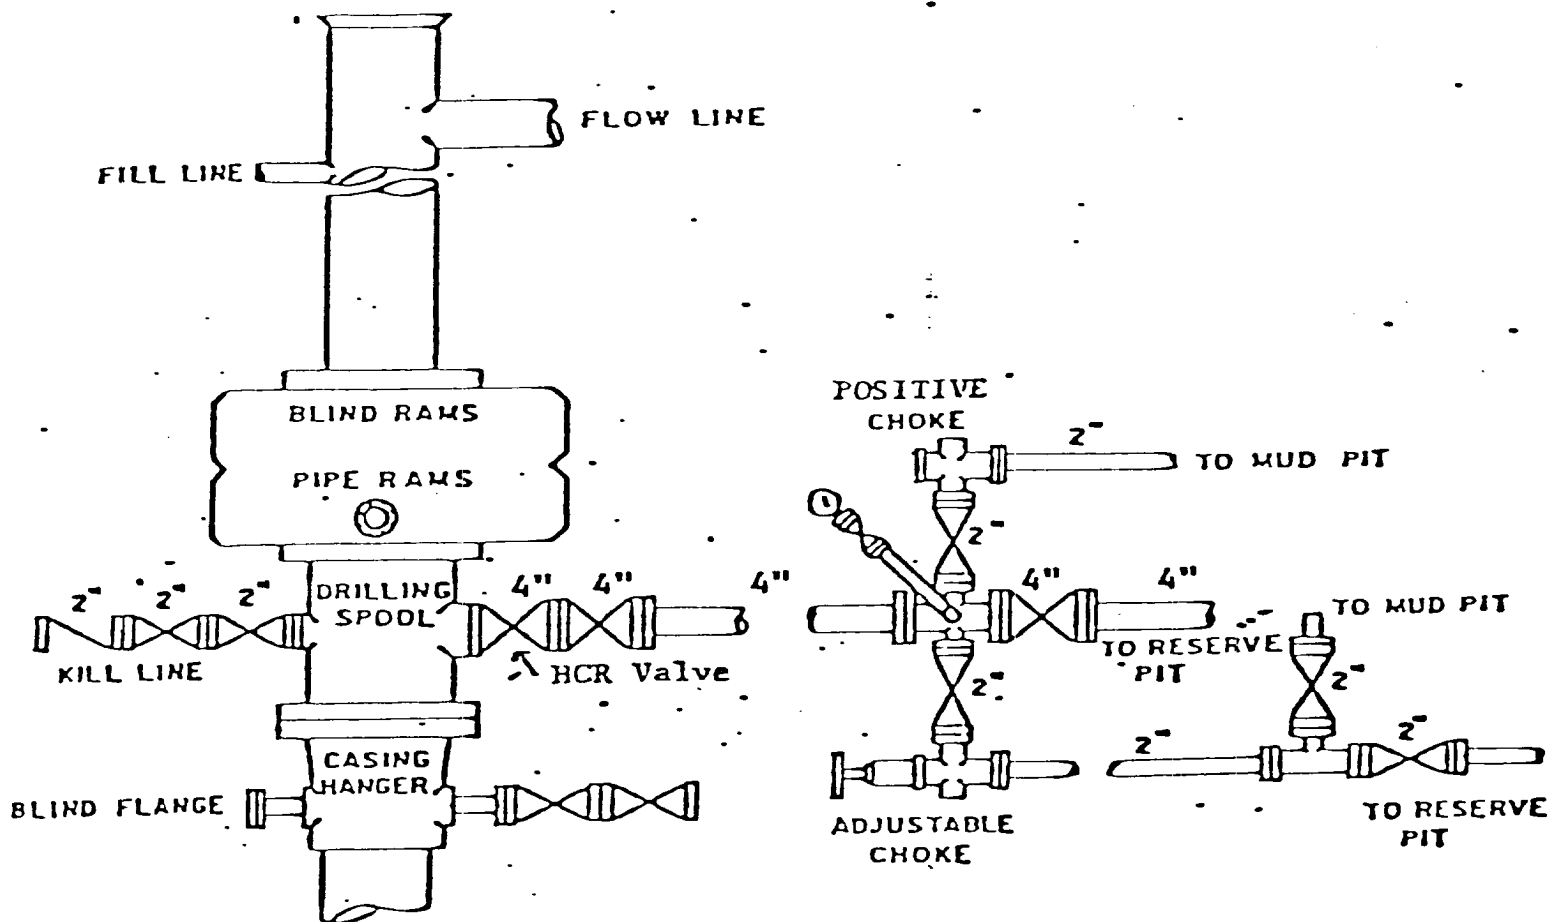 FLOW LINE
FILL LINE
BLIND RAMS
PIPE RAMS
DRILLING
SPOOL
2"
2"
2"
4"
4"
4"
KILL LINE
HCR Valve
CASING
HANGER
BLIND FLANGE
POSITIVE
CHOKE
2"
TO MUD PIT
2"
4"
4"
TO RESERVE
PIT
2"
ADJUSTABLE
CHOKE
TO MUD PIT
2"
2"
2"
TO RESERVE
PIT